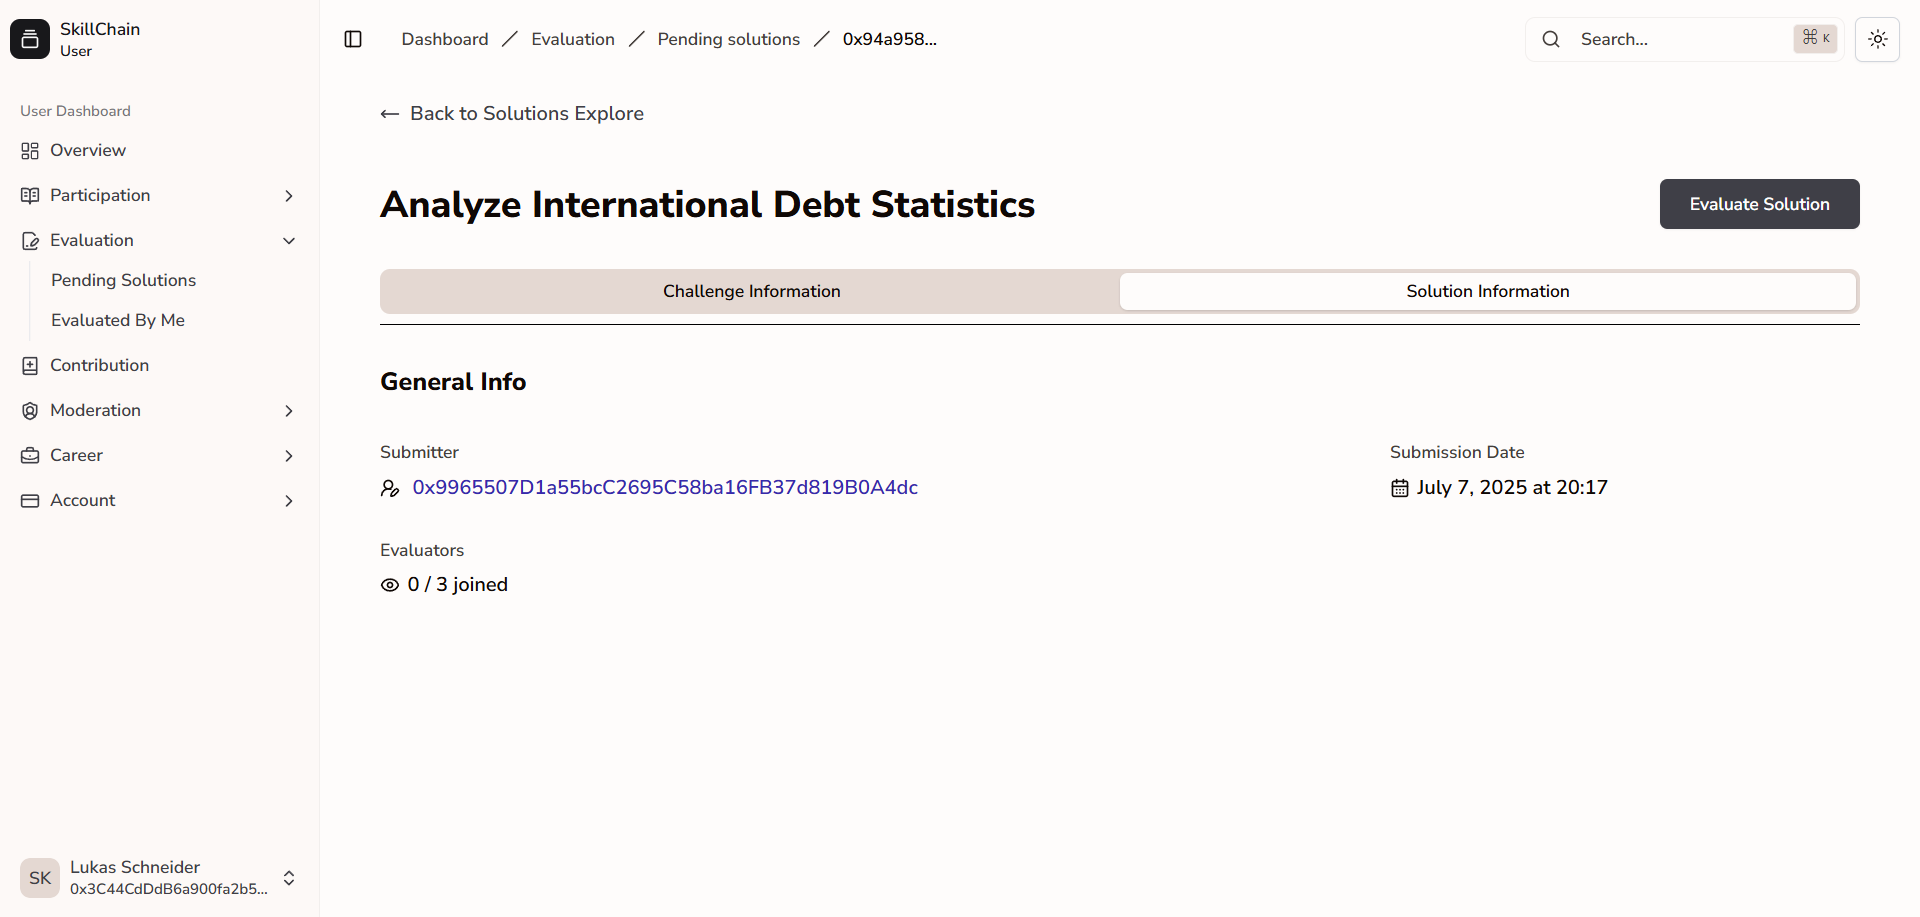 SkillChain
User
User Dashboard
Overview
Participation
Evaluation
Pending Solutions
Evaluated By Me
Contribution
Moderation
Career
Account
SK
Lukas Schneider
0x3C44CdDdB6a900fa2b5...
Dashboard / Evaluation / Pending solutions / 0x94a958...
Search...
⌘ K
← Back to Solutions Explore
Analyze International Debt Statistics
Evaluate Solution
Challenge Information
Solution Information
General Info
Submitter
0x9965507D1a55bcC2695C58ba16FB37d819B0A4dc
Submission Date
July 7, 2025 at 20:17
Evaluators
0 / 3 joined